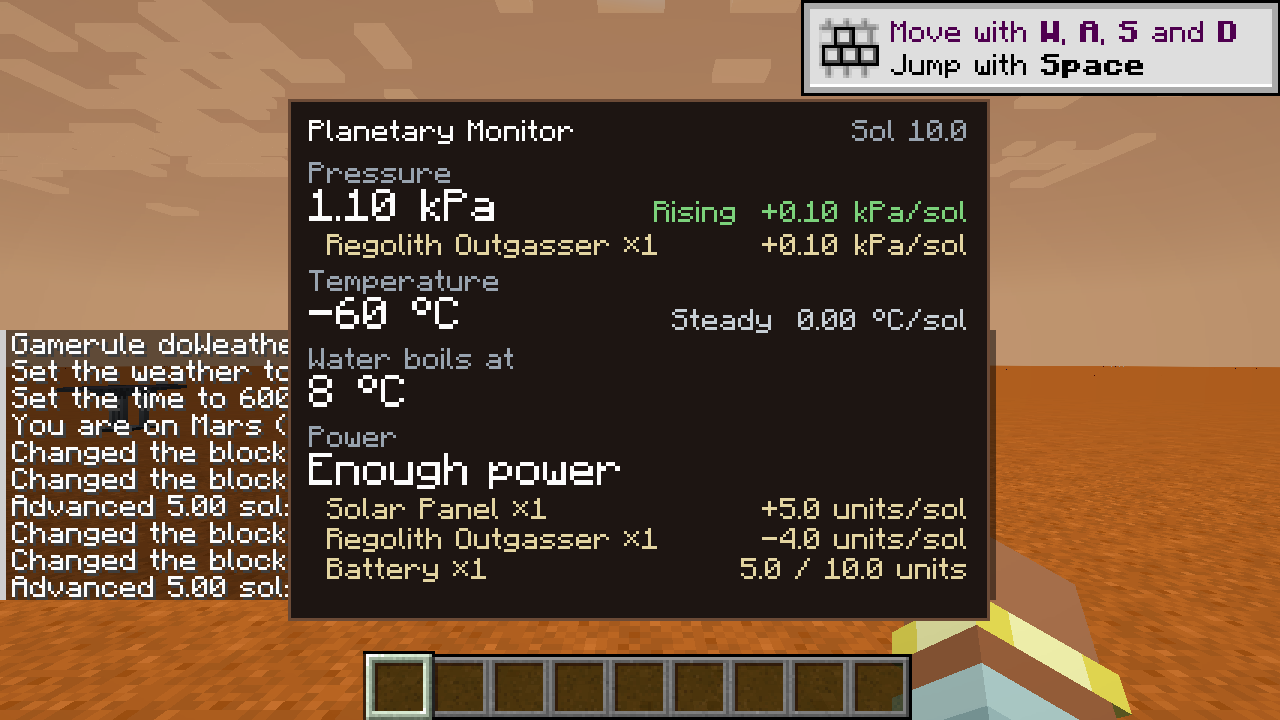 Move with W, A, S and D
Jump with Space
Planetary Monitor
Sol 10.0
Pressure
1.10 kPa
Rising +0.10 kPa/sol
Regolith Outgasser ×1
+0.10 kPa/sol
Temperature
-60 ºC
Steady 0.00 ºC/sol
Water boils at
8 ºC
Power
Enough power
Solar Panel ×1
+5.0 units/sol
Regolith Outgasser ×1
-4.0 units/sol
Battery ×1
5.0 / 10.0 units
Gamerule doWeathe
Set the weather to
Set the time to 600
You are on Mars (
Changed the block
Changed the block
Advanced 5.00 sol
Changed the block
Changed the block
Advanced 5.00 sol